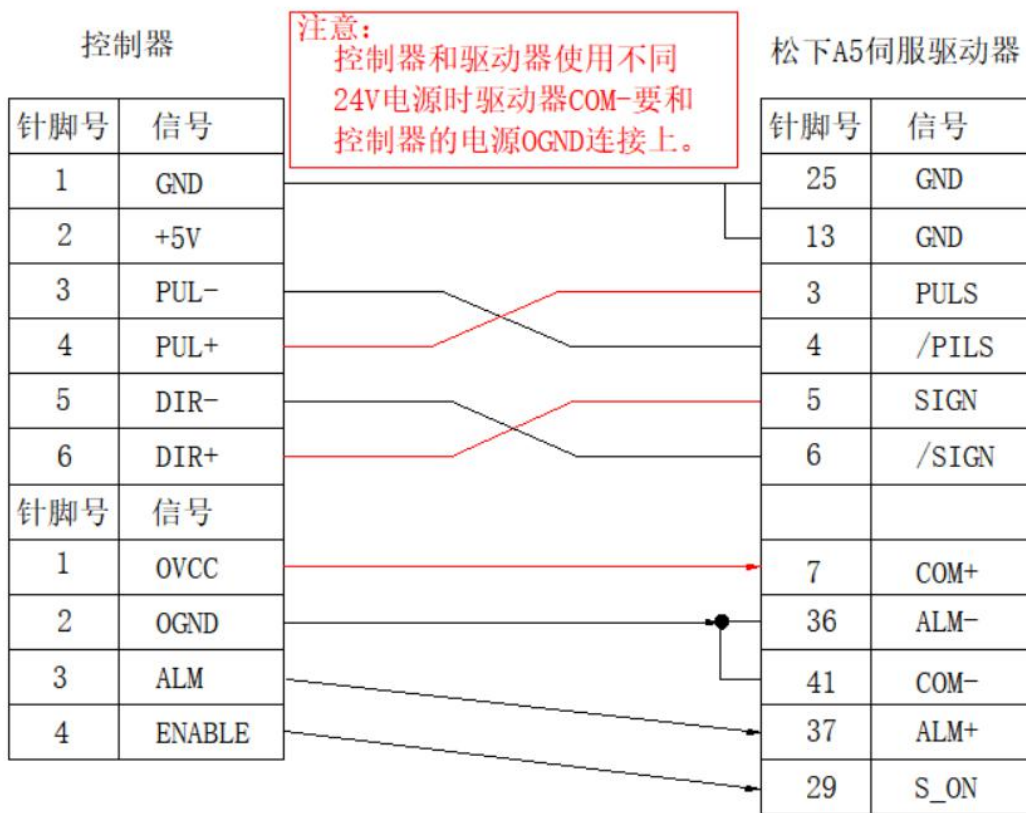 控制器
注意：
控制器和驱动器使用不同
24V电源时驱动器COM-要和
控制器的电源OGND连接上。
松下A5伺服驱动器
针脚号 信号
1 GND
2 +5V
3 PUL-
4 PUL+
5 DIR-
6 DIR+
针脚号 信号
1 OVCC
2 OGND
3 ALM
4 ENABLE
针脚号 信号
25 GND
13 GND
3 PULS
4 /PILS
5 SIGN
6 /SIGN
7 COM+
36 ALM-
41 COM-
37 ALM+
29 S_ON